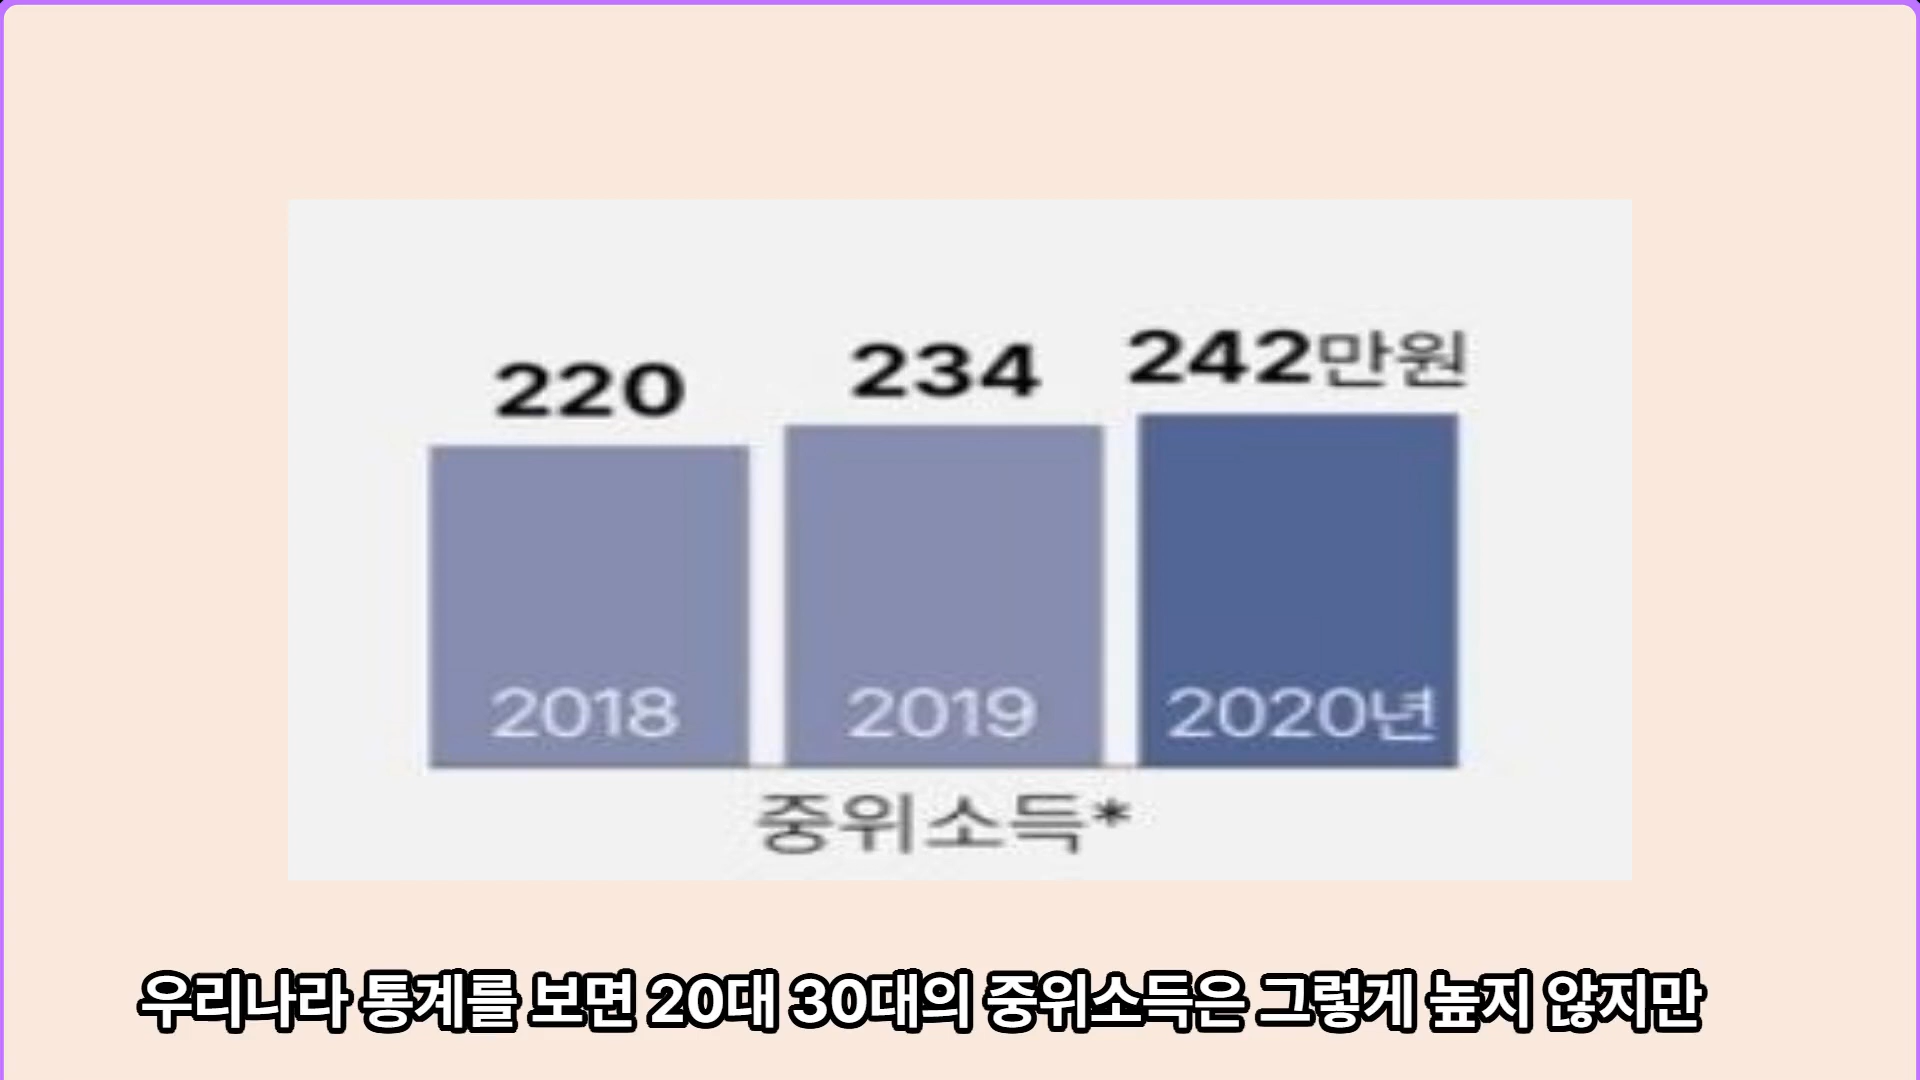 220
234
242만원
2018
2019
2020년
중위소득*
우리나라 통계를 보면 20대 30대의 중위소득은 그렇게 높지 않지만